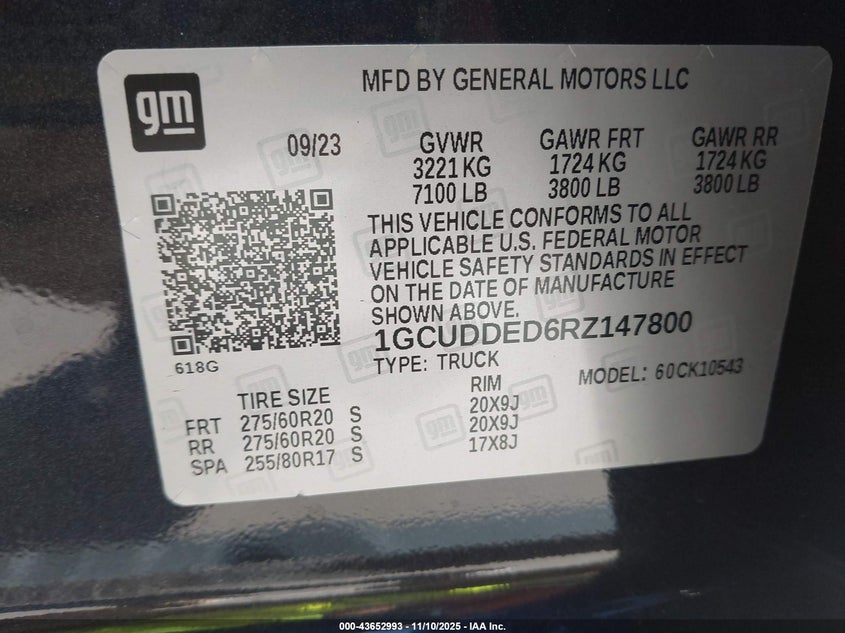 gm
MFD BY GENERAL MOTORS LLC
09/23 GVWR GAWR FRT GAWR RR
3221 KG 1724 KG 1724 KG
7100 LB 3800 LB 3800 LB
THIS VEHICLE CONFORMS TO ALL
APPLICABLE U.S. FEDERAL MOTOR
VEHICLE SAFETY STANDARDS IN EFFECT
ON THE DATE OF MANUFACTURE
SHOWN ABOVE.
1GCUDDED6RZ147800
618G
TYPE: TRUCK MODEL: 60CK10543
TIRE SIZE RIM
FRT 275/60R20 S 20X9J
RR 275/60R20 S 20X9J
SPA 255/80R17 S 17X8J
000-43652993 - 11/10/2025 - IAA Inc.